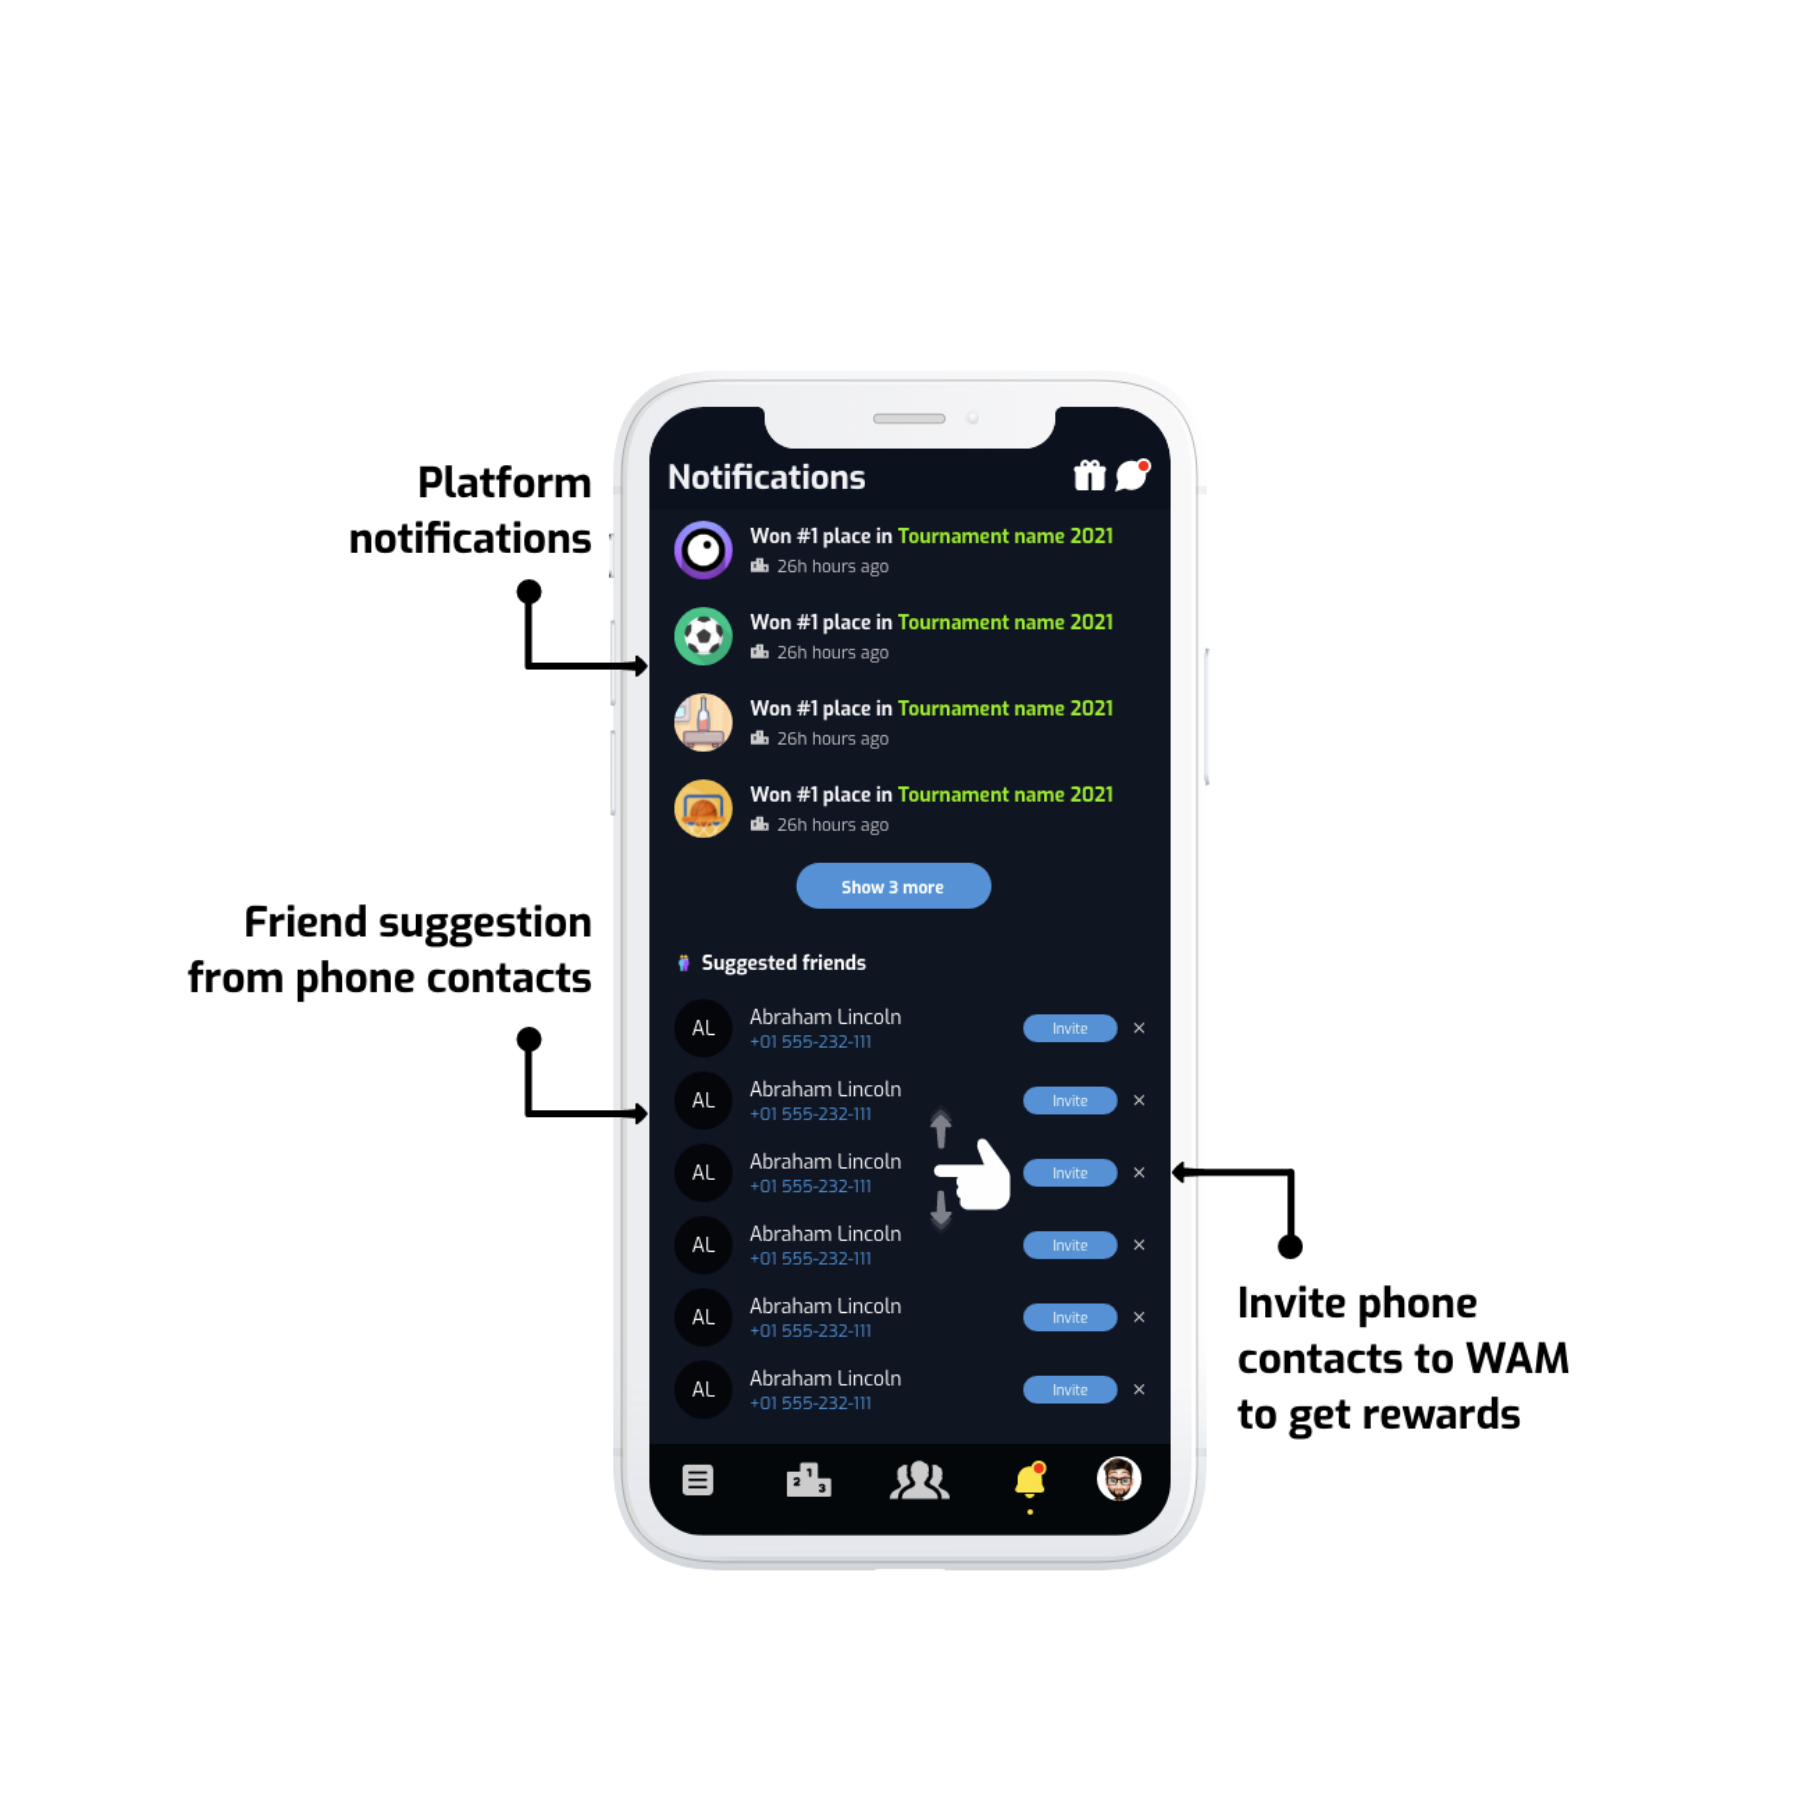 Platform
notifications
Friend suggestion
from phone contacts
Notifications
Won #1 place in Tournament name 2021
26h hours ago
Won #1 place in Tournament name 2021
26h hours ago
Won #1 place in Tournament name 2021
26h hours ago
Won #1 place in Tournament name 2021
26h hours ago
Show 3 more
Suggested friends
AL Abraham Lincoln Invite ×
+01 555-232-111
AL Abraham Lincoln Invite ×
+01 555-232-111
AL Abraham Lincoln Invite ×
+01 555-232-111
AL Abraham Lincoln Invite ×
+01 555-232-111
AL Abraham Lincoln Invite ×
+01 555-232-111
AL Abraham Lincoln Invite ×
+01 555-232-111
2 1 3
Invite phone
contacts to WAM
to get rewards